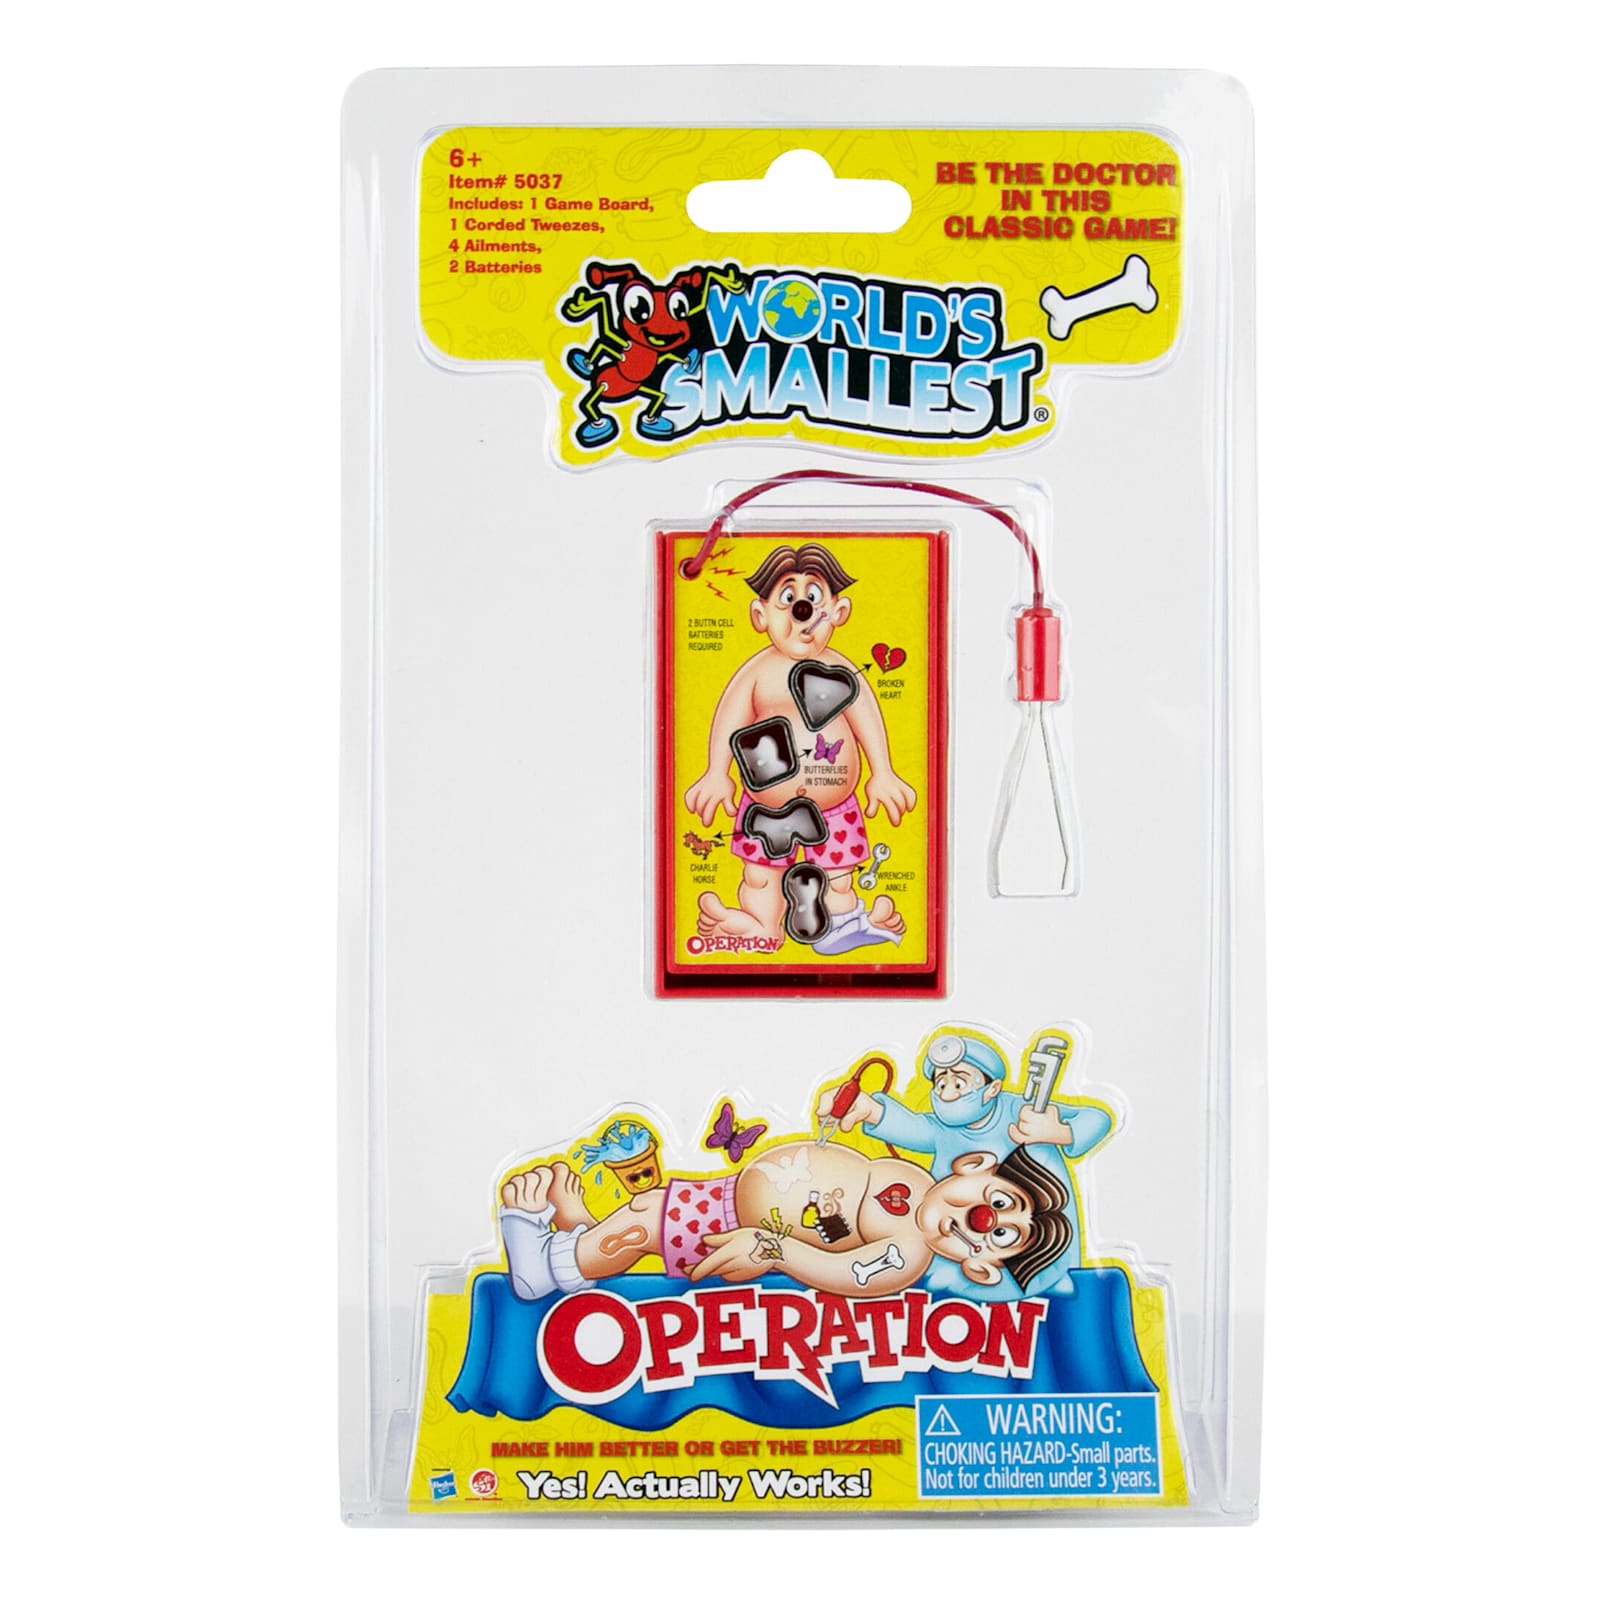 6+
Item# 5037
Includes: 1 Game Board,
1 Corded Tweezes,
4 Ailments,
2 Batteries
BE THE DOCTOR
IN THIS
CLASSIC GAME!
WORLD'S
SMALLEST®
2 BUTTN CELL
BATTERIES
REQUIRED
BROKEN
HEART
BUTTERFLIES
IN STOMACH
CHARLIE
HORSE
WRENCHED
ANKLE
OPERATION
OPERATION
MAKE HIM BETTER OR GET THE BUZZER!
Yes! Actually Works!
Hasbro
WARNING:
CHOKING HAZARD-Small parts.
Not for children under 3 years.